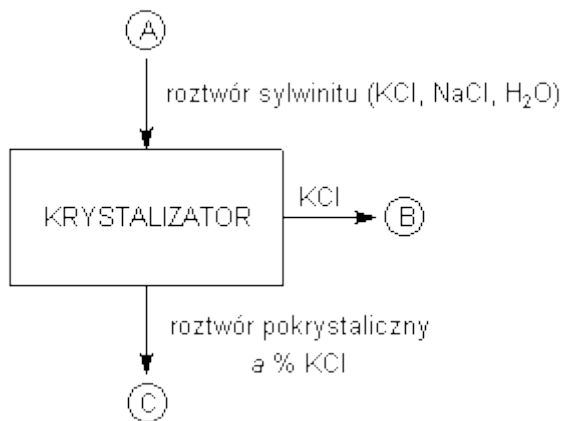 A
roztwór sylwinitu (KCl, NaCl, H₂O)
KRYSTALIZATOR
KCl
B
roztwór pokrystaliczny
a % KCl
C